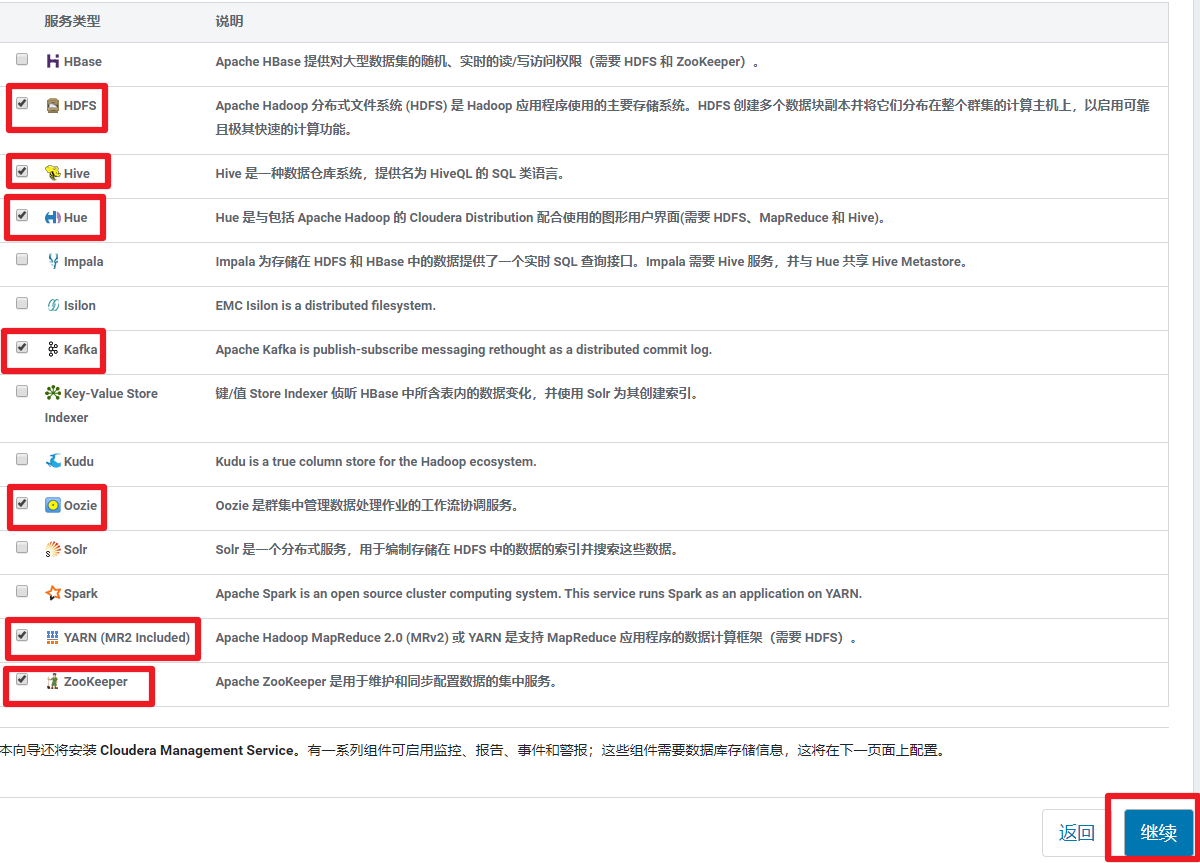 服务类型 说明
HBase Apache HBase 提供对大型数据集的随机、实时的读/写访问权限（需要 HDFS 和 ZooKeeper）。
HDFS Apache Hadoop 分布式文件系统 (HDFS) 是 Hadoop 应用程序使用的主要存储系统。HDFS 创建多个数据块副本并将它们分布在整个群集的计算主机上，以启用可靠
且极其快速的计算功能。
Hive Hive 是一种数据仓库系统，提供名为 HiveQL 的 SQL 类语言。
Hue Hue 是与包括 Apache Hadoop 的 Cloudera Distribution 配合使用的图形用户界面(需要 HDFS、MapReduce 和 Hive)。
Impala Impala 为存储在 HDFS 和 HBase 中的数据提供了一个实时 SQL 查询接口。Impala 需要 Hive 服务，并与 Hue 共享 Hive Metastore。
Isilon EMC Isilon is a distributed filesystem.
Kafka Apache Kafka is publish-subscribe messaging rethought as a distributed commit log.
Key-Value Store 键/值 Store Indexer 侦听 HBase 中所含表内的数据变化，并使用 Solr 为其创建索引。
Indexer
Kudu Kudu is a true column store for the Hadoop ecosystem.
Oozie Oozie 是群集中管理数据处理作业的工作流协调服务。
Solr Solr 是一个分布式服务，用于编制存储在 HDFS 中的数据的索引并搜索这些数据。
Spark Apache Spark is an open source cluster computing system. This service runs Spark as an application on YARN.
YARN (MR2 Included) Apache Hadoop MapReduce 2.0 (MRv2) 或 YARN 是支持 MapReduce 应用程序的数据计算框架（需要 HDFS）。
ZooKeeper Apache ZooKeeper 是用于维护和同步配置数据的集中服务。
本向导还将安装 Cloudera Management Service。有一系列组件可启用监控、报告、事件和警报；这些组件需要数据库存储信息，这将在下一页面上配置。
返回 继续